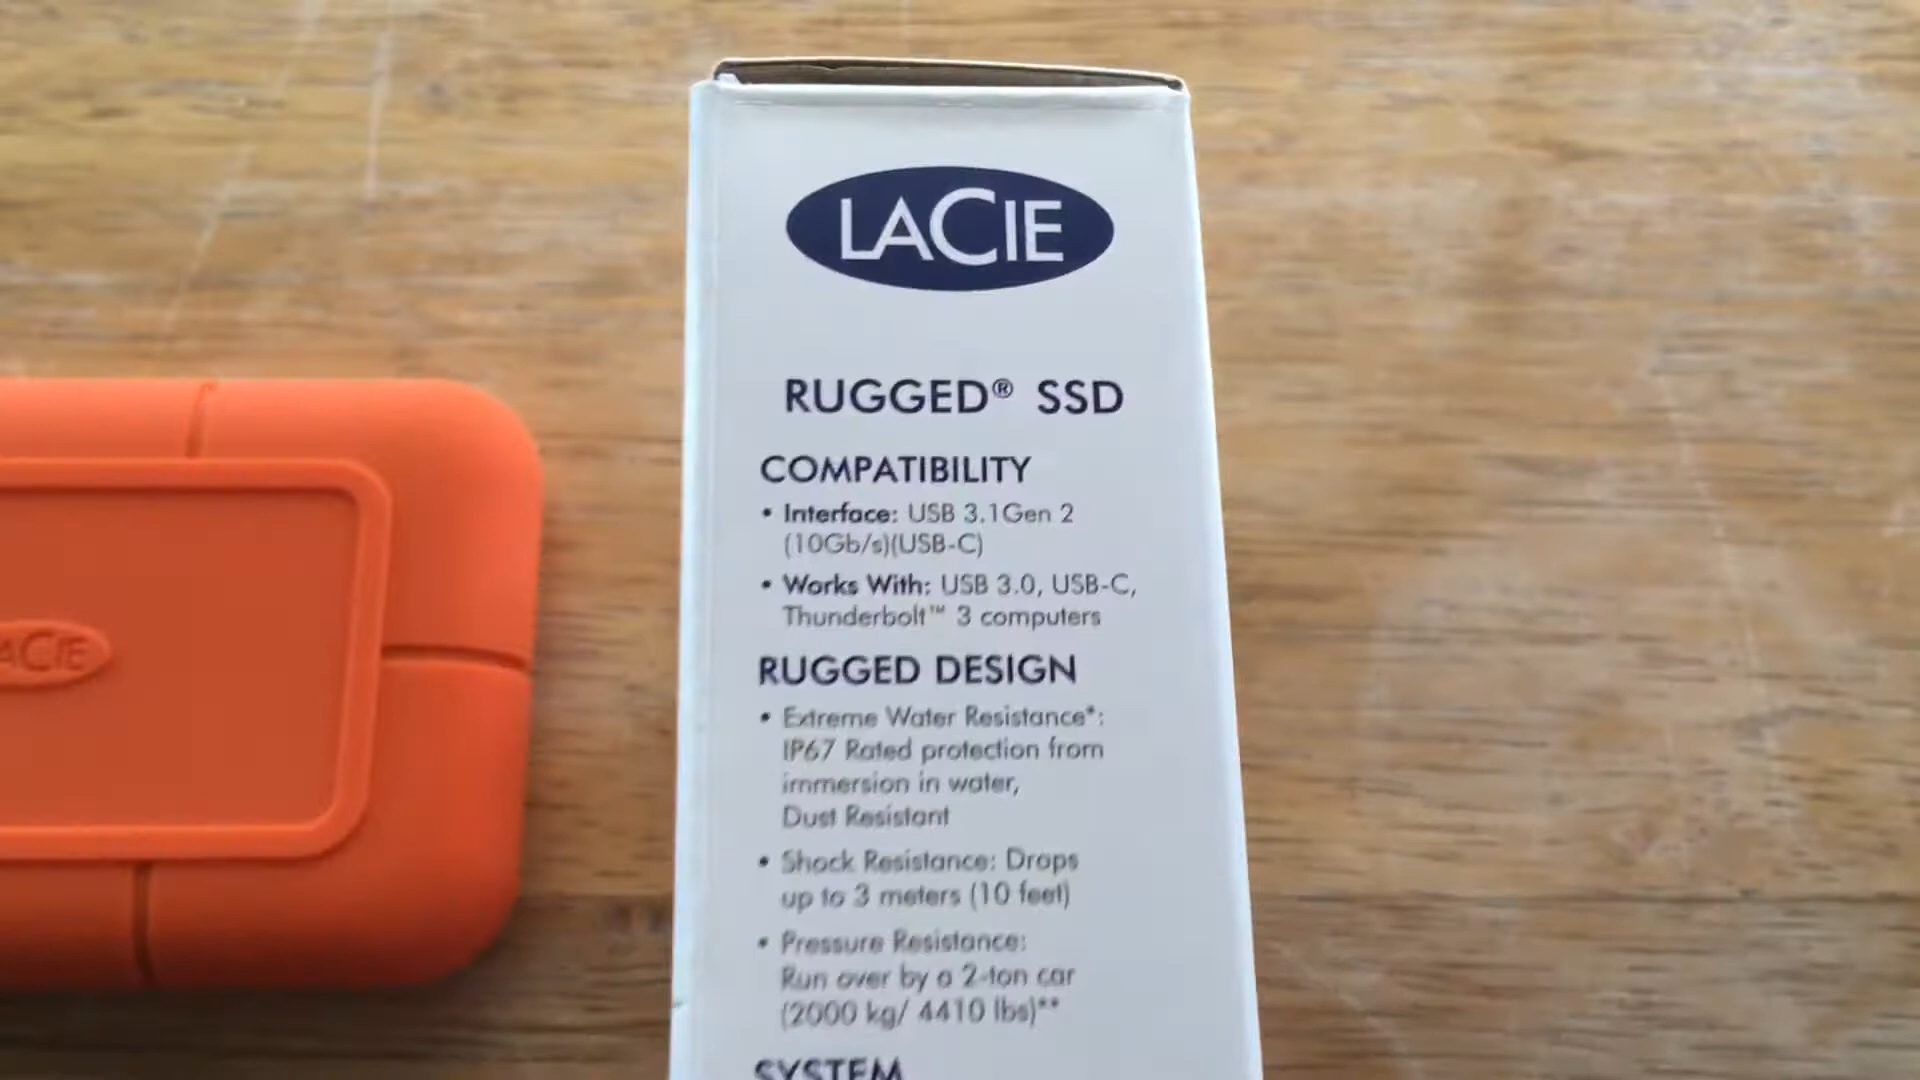 LACIE
RUGGED® SSD
COMPATIBILITY
• Interface: USB 3.1Gen 2
(10Gb/s)(USB-C)
• Works With: USB 3.0, USB-C,
Thunderbolt™ 3 computers
RUGGED DESIGN
• Extreme Water Resistance*:
IP67 Rated protection from
immersion in water,
Dust Resistant
• Shock Resistance: Drops
up to 3 meters (10 feet)
• Pressure Resistance:
Run over by a 2-ton car
(2000 kg/ 4410 lbs)**
SYSTEM
ACIE